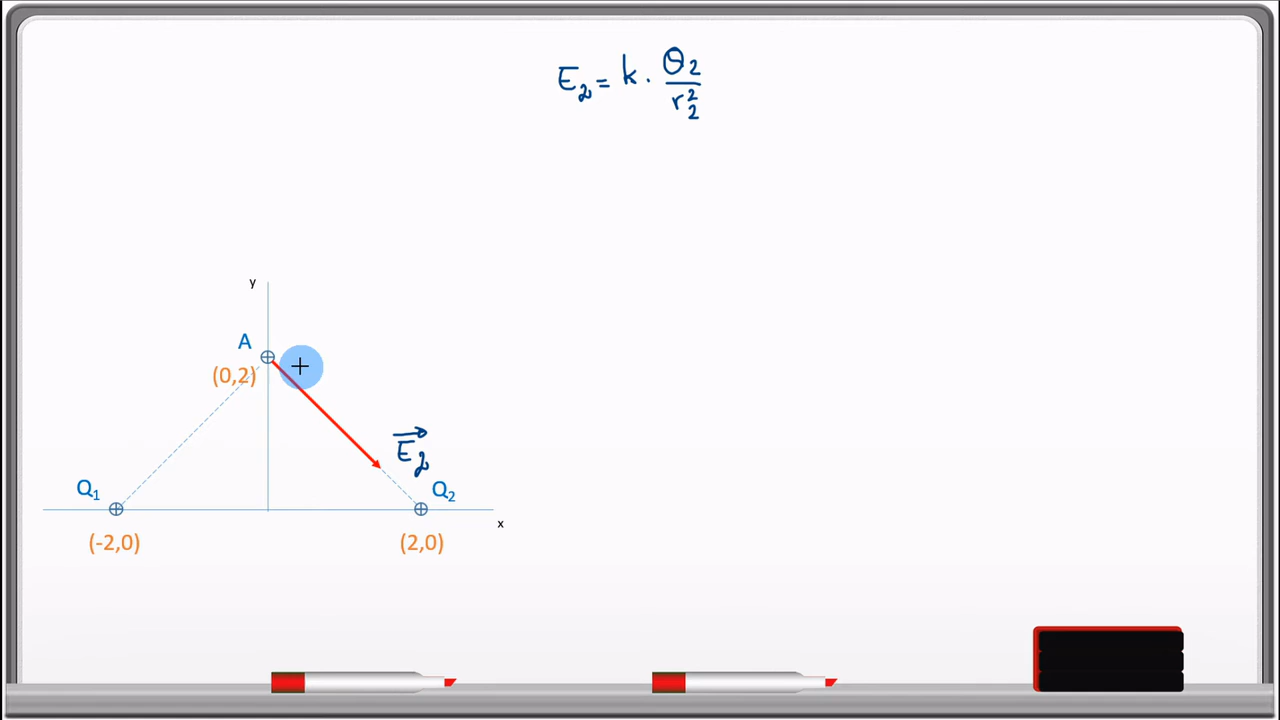 E₂ = k · Q₂/r₂²
y
A
(0,2)
E₂
Q₁
Q₂
x
(-2,0)
(2,0)